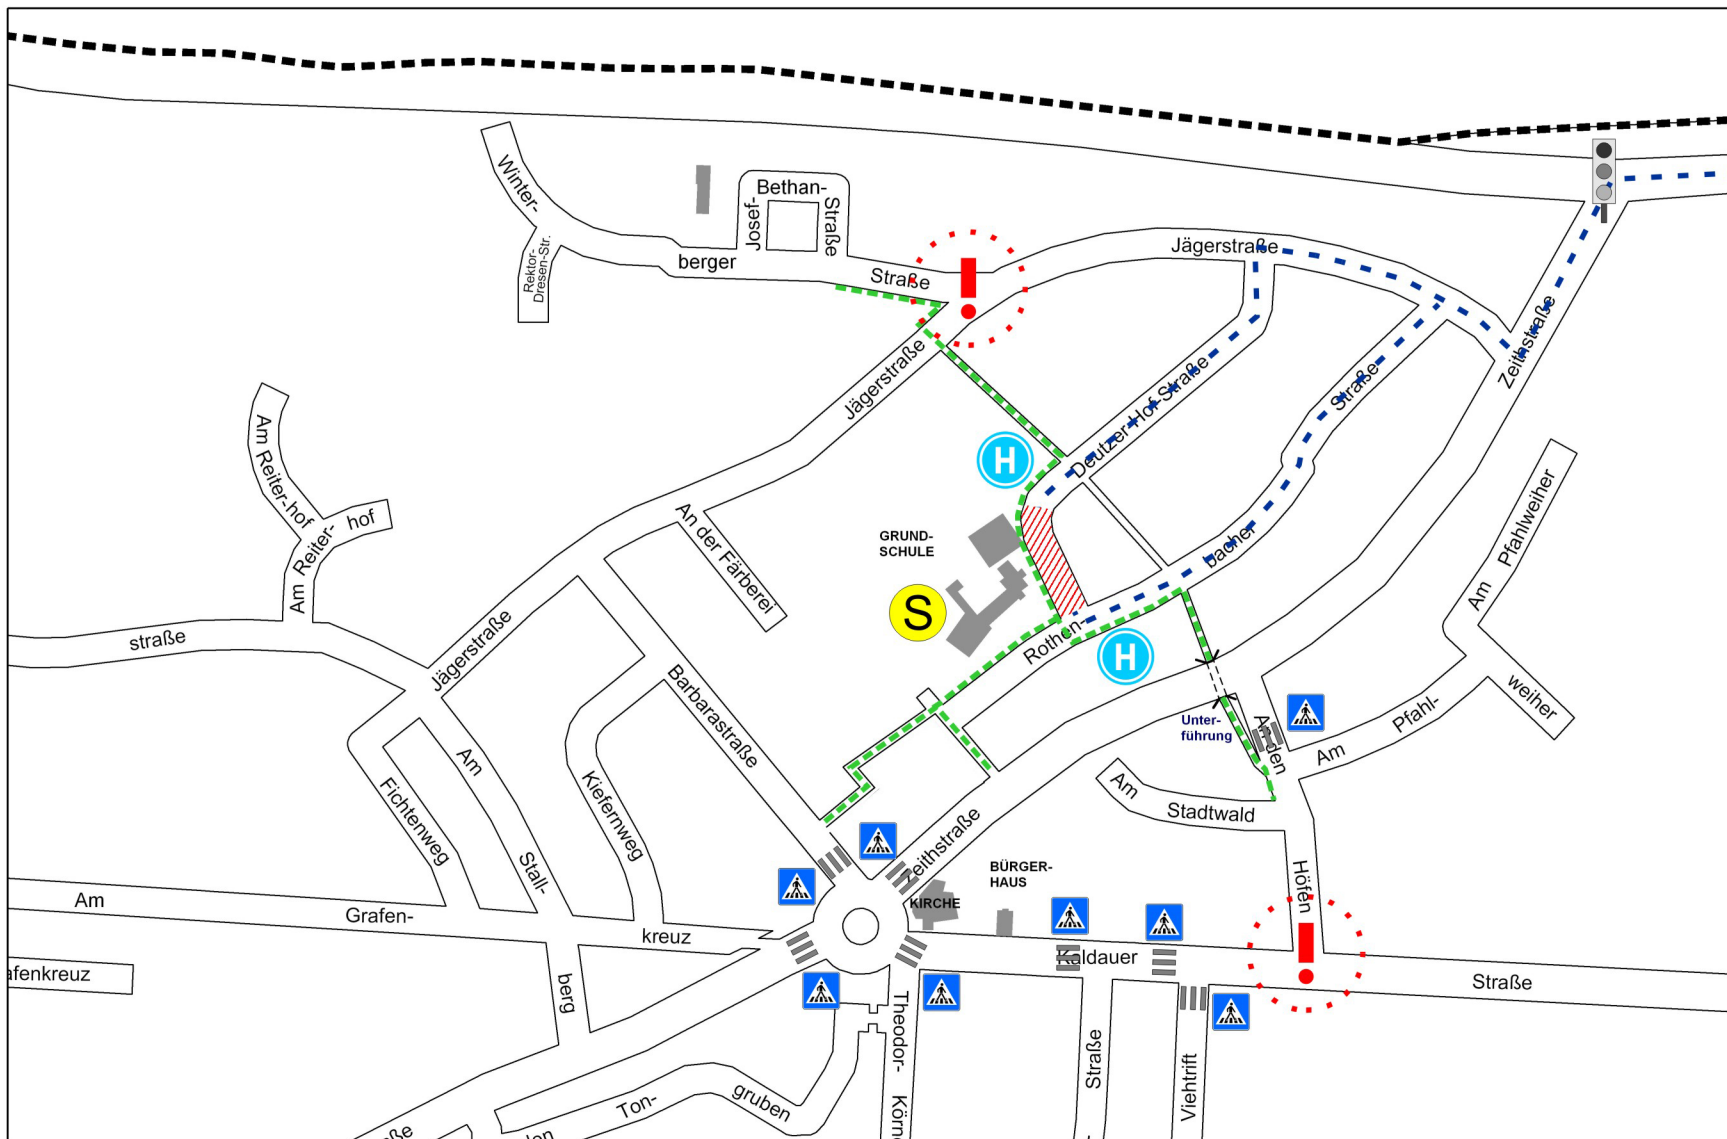 Winter-
Rektor-
Dresen-Str.
berger
Josef-
Bethan-
Straße
Straße
Jägerstraße
Zeithstraße
Jägerstraße
Deutzer Hof-Straße
Straße
bacher
Rothen-
H
H
GRUND-
SCHULE
S
Am Reiter-hof
Am Reiter-
hof
straße
Jägerstraße
An der Färberei
Barbarastraße
Kiefernweg
Fichtenweg
Am
Stall-
berg
Am
Pfahlweiher
Am
Pfahl-
weiher
Unter-
führung
An den
Höfen
Am
Stadtwald
Zeithstraße
BÜRGER-
HAUS
KIRCHE
Am
Grafen-
kreuz
afenkreuz
Kaldauer
Straße
Theodor-
Körne
Straße
Viehtrift
Ton-
gruben